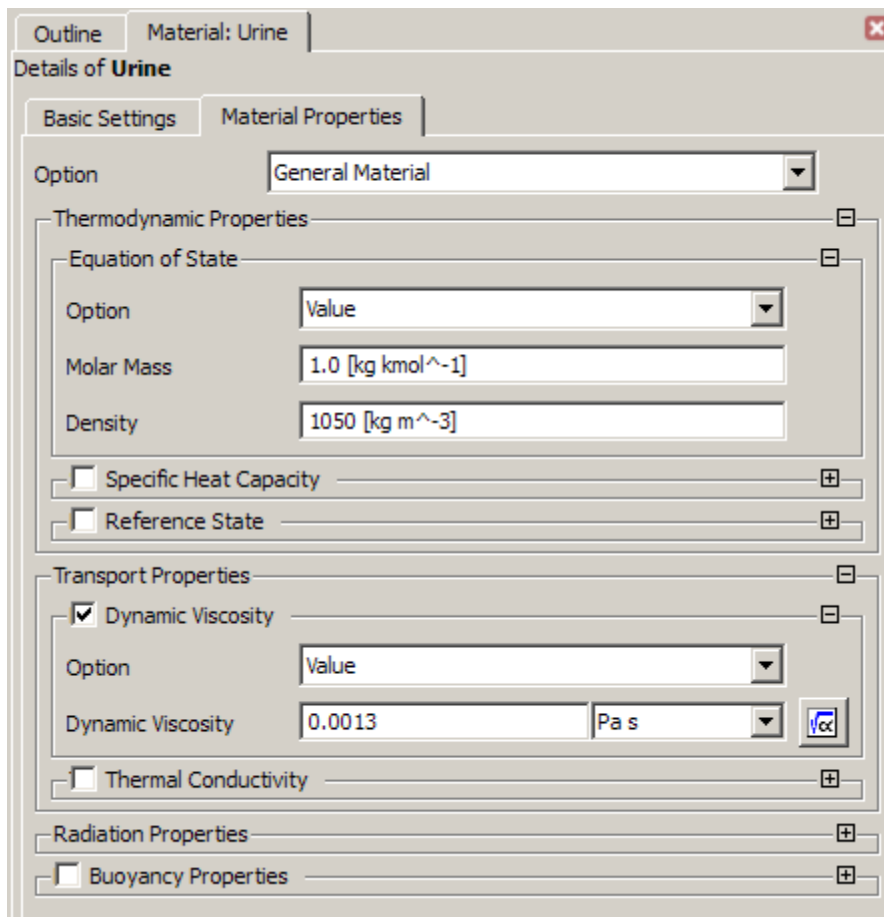 Outline Material: Urine
Details of Urine
Basic Settings Material Properties
Option General Material
Thermodynamic Properties
Equation of State
Option Value
Molar Mass 1.0 [kg kmol^-1]
Density 1050 [kg m^-3]
Specific Heat Capacity
Reference State
Transport Properties
Dynamic Viscosity
Option Value
Dynamic Viscosity 0.0013 Pa s
Thermal Conductivity
Radiation Properties
Buoyancy Properties